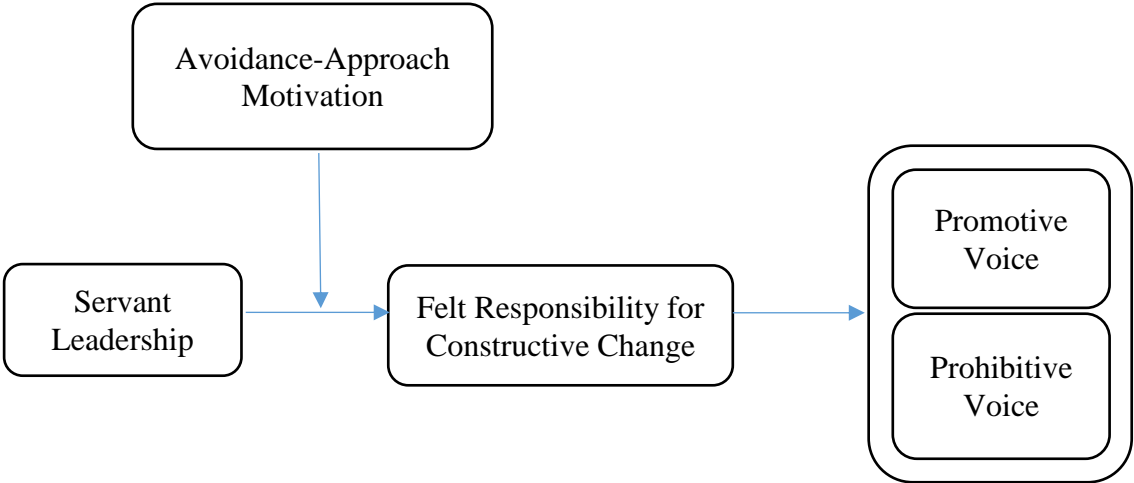 Avoidance-Approach
Motivation
Servant
Leadership
Felt Responsibility for
Constructive Change
Promotive
Voice
Prohibitive
Voice